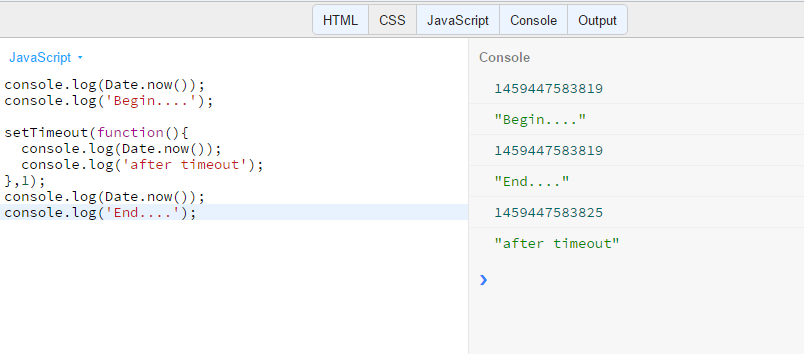 HTML CSS JavaScript Console Output
JavaScript
console.log(Date.now());
console.log('Begin....');
setTimeout(function(){
console.log(Date.now());
console.log('after timeout');
},1);
console.log(Date.now());
console.log('End....');
Console
1459447583819
"Begin...."
1459447583819
"End...."
1459447583825
"after timeout"